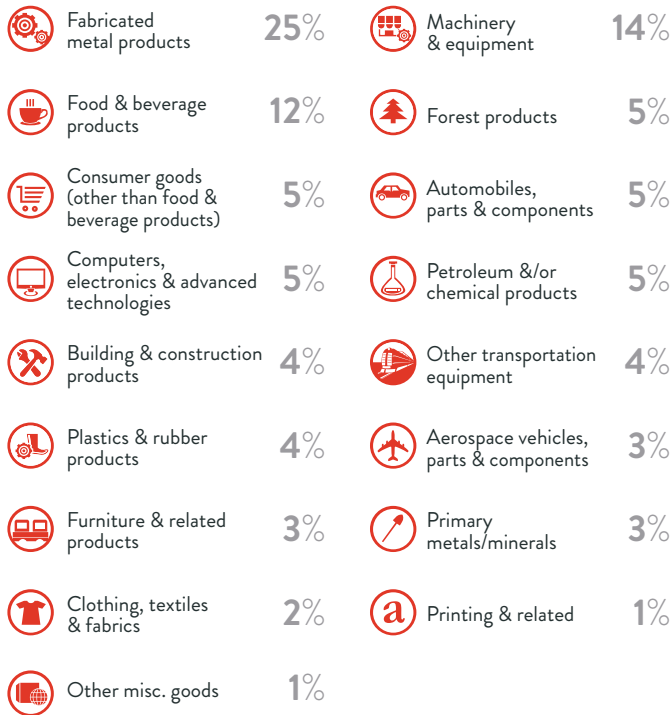 Fabricated
metal products
25%
Machinery
& equipment
14%
Food & beverage
products
12%
Forest products
5%
Consumer goods
(other than food &
beverage products)
5%
Automobiles,
parts & components
5%
Computers,
electronics & advanced
technologies
5%
Petroleum &/or
chemical products
5%
Building & construction
products
4%
Other transportation
equipment
4%
Plastics & rubber
products
4%
Aerospace vehicles,
parts & components
3%
Furniture & related
products
3%
Primary
metals/minerals
3%
Clothing, textiles
& fabrics
2%
a
Printing & related
1%
Other misc. goods
1%